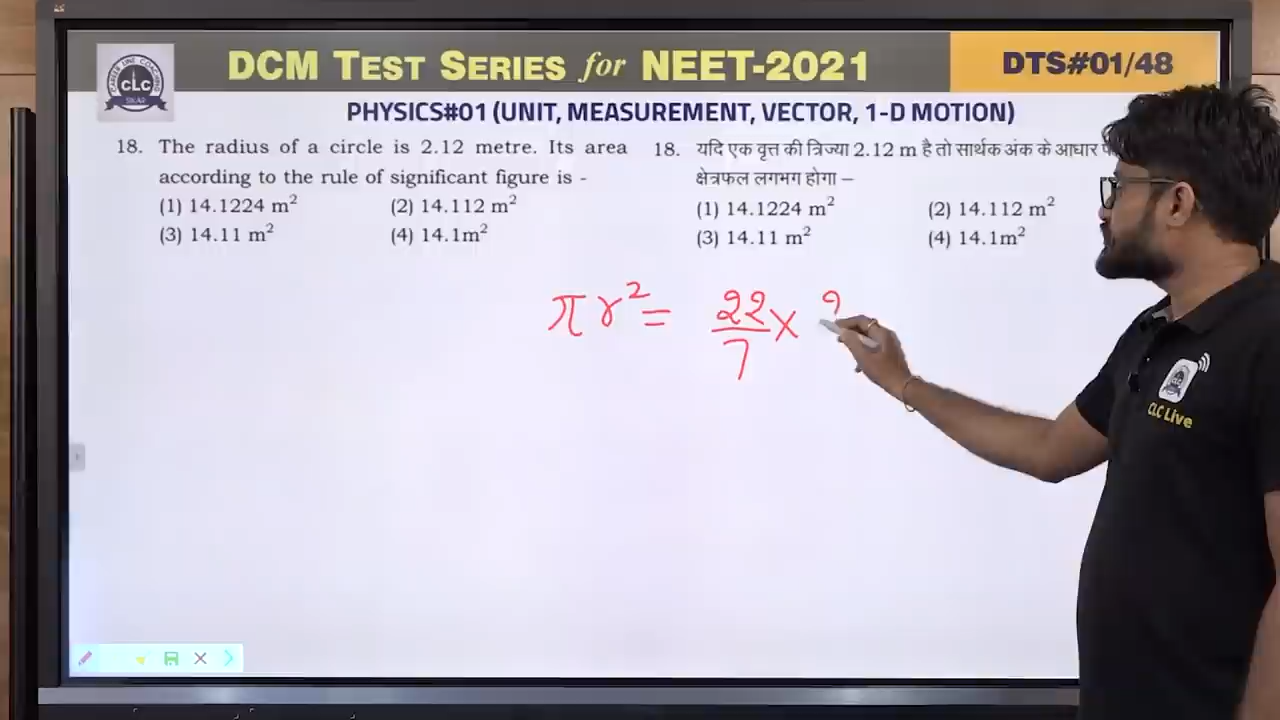 DCM TEST SERIES for NEET-2021
DTS#01/48
CLC
SIKAR
PHYSICS#01 (UNIT, MEASUREMENT, VECTOR, 1-D MOTION)
18. The radius of a circle is 2.12 metre. Its area
according to the rule of significant figure is -
(1) 14.1224 m²
(2) 14.112 m²
(3) 14.11 m²
(4) 14.1m²
18. यदि एक वृत्त की त्रिज्या 2.12 m है तो सार्थक अंक के आधार
क्षेत्रफल लगभग होगा –
(1) 14.1224 m²
(2) 14.112 m²
(3) 14.11 m²
(4) 14.1m²
πr² = 22/7 ×
CLC Live